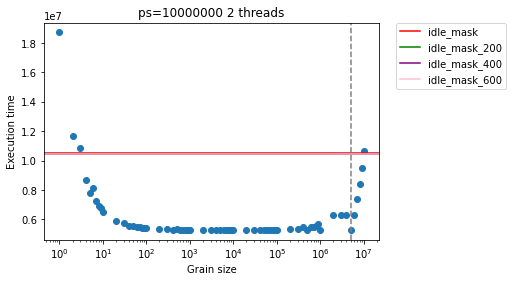 ps=10000000 2 threads
1e7
1.8
1.6
1.4
1.2
1.0
0.8
0.6
Execution time
10^0 10^1 10^2 10^3 10^4 10^5 10^6 10^7
Grain size
idle_mask
idle_mask_200
idle_mask_400
idle_mask_600